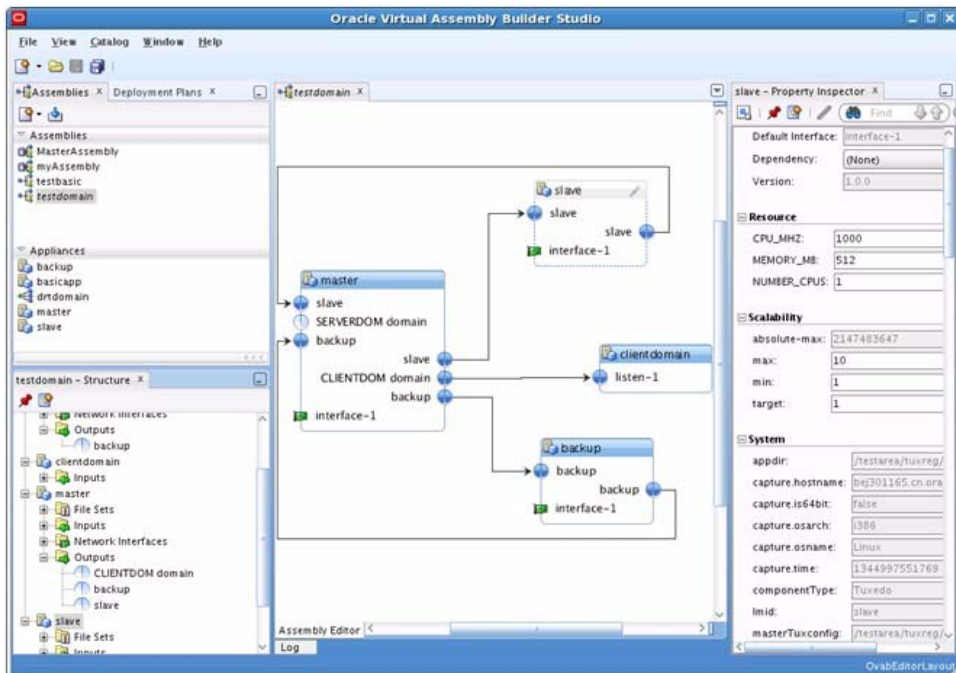 Oracle Virtual Assembly Builder Studio
File View Catalog Window Help
Assemblies Deployment Plans
Assemblies
MasterAssembly
myAssembly
testbasic
testdomain
Appliances
backup
basicapp
drtdomain
master
slave
testdomain - Structure
Network Interfaces
Outputs
backup
clientdomain
Inputs
master
File Sets
Inputs
Network Interfaces
Outputs
CLIENTDOM domain
backup
slave
slave
File Sets
Inputs
testdomain
slave
slave
slave
interface-1
master
slave
SERVERDOM domain
backup
slave
CLIENTDOM domain
backup
interface-1
clientdomain
listen-1
backup
backup
backup
interface-1
Assembly Editor
Log
slave - Property Inspector
Find
Default Interface: interface-1
Dependency: (None)
Version: 1.0.0
Resource
CPU_MHZ: 1000
MEMORY_MB: 512
NUMBER_CPUS: 1
Scalability
absolute-max: 2147483647
max: 10
min: 1
target: 1
System
appdir: /testarea/tuxreg/
capture.hostname: bej301165.cn.ora
capture.is64bit: false
capture.osarch: i386
capture.osname: Linux
capture.time: 1344997551769
componentType: Tuxedo
lmid: slave
masterTuxconfig: /testarea/tuxreg/
OvabEditorLayout